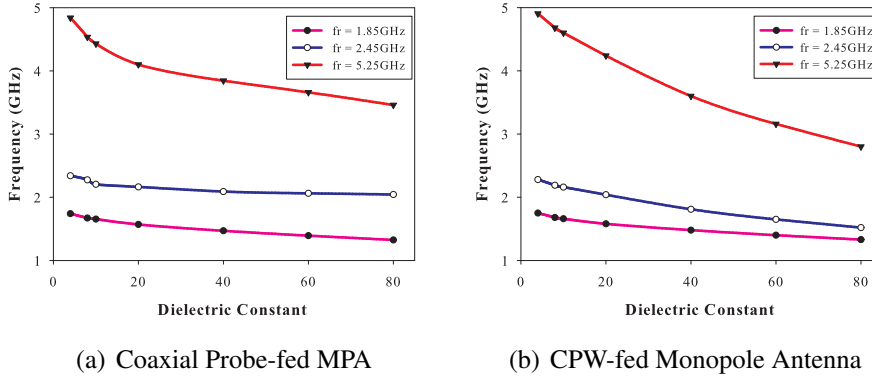 5
4
3
2
1
0 20 40 60 80
Frequency (GHz)
Dielectric Constant
fr = 1.85GHz
fr = 2.45GHz
fr = 5.25GHz
(a) Coaxial Probe-fed MPA
5
4
3
2
1
0 20 40 60 80
Frequency (GHz)
Dielectric Constant
fr = 1.85GHz
fr = 2.45GHz
fr = 5.25GHz
(b) CPW-fed Monopole Antenna